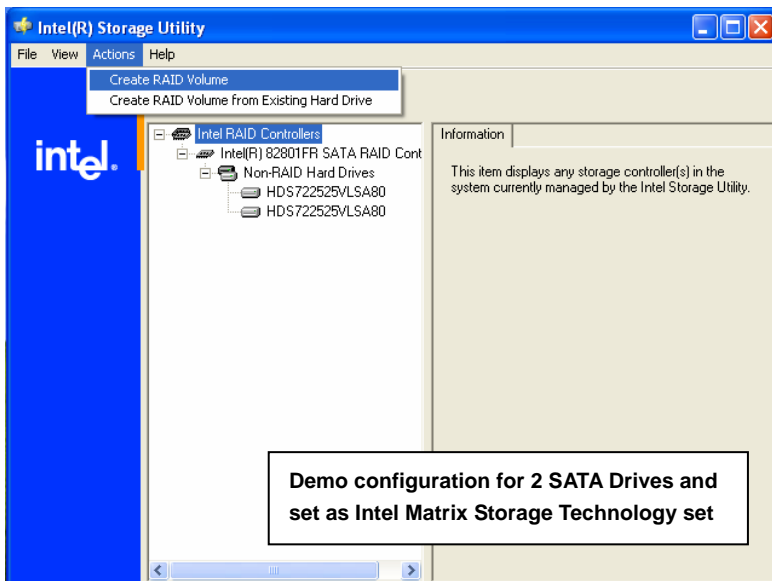 Intel(R) Storage Utility
File View Actions Help
Create RAID Volume
Create RAID Volume from Existing Hard Drive
intel.
Intel RAID Controllers
Intel(R) 82801FR SATA RAID Cont
Non-RAID Hard Drives
HDS722525VLSA80
HDS722525VLSA80
Information
This item displays any storage controller(s) in the
system currently managed by the Intel Storage Utility.
Demo configuration for 2 SATA Drives and
set as Intel Matrix Storage Technology set